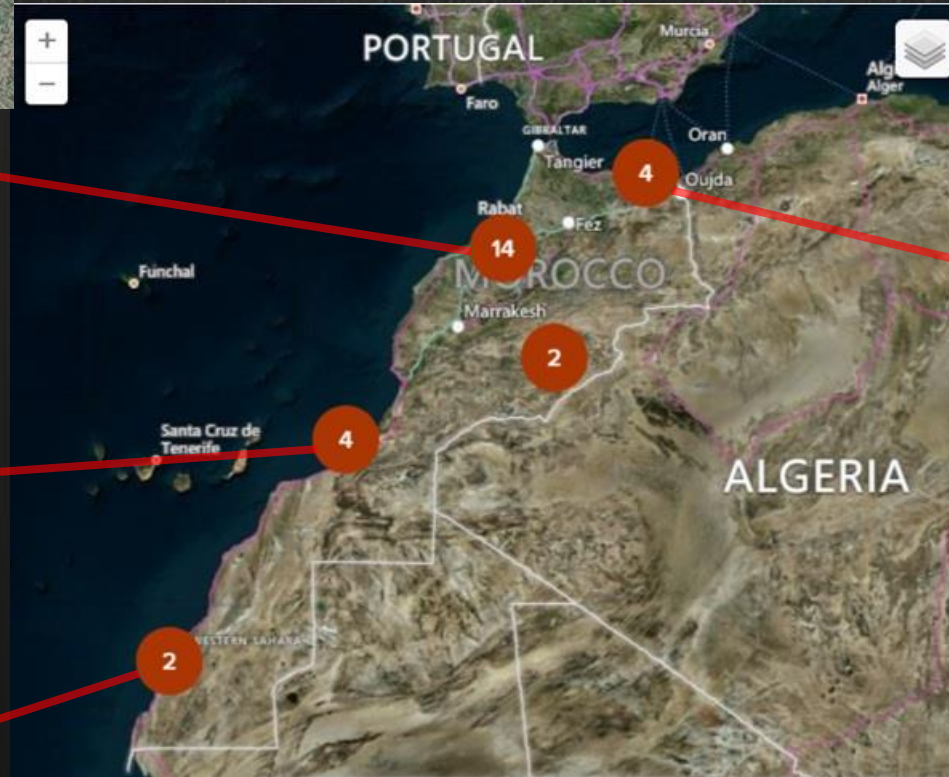 +
−
PORTUGAL
Murcia
Alger
Faro
GIBRALTAR
Oran
Tangier
4
Oujda
Rabat
Fez
14
MOROCCO
Funchal
Marrakesh
2
Santa Cruz de
Tenerife
4
ALGERIA
WESTERN SAHARA
2